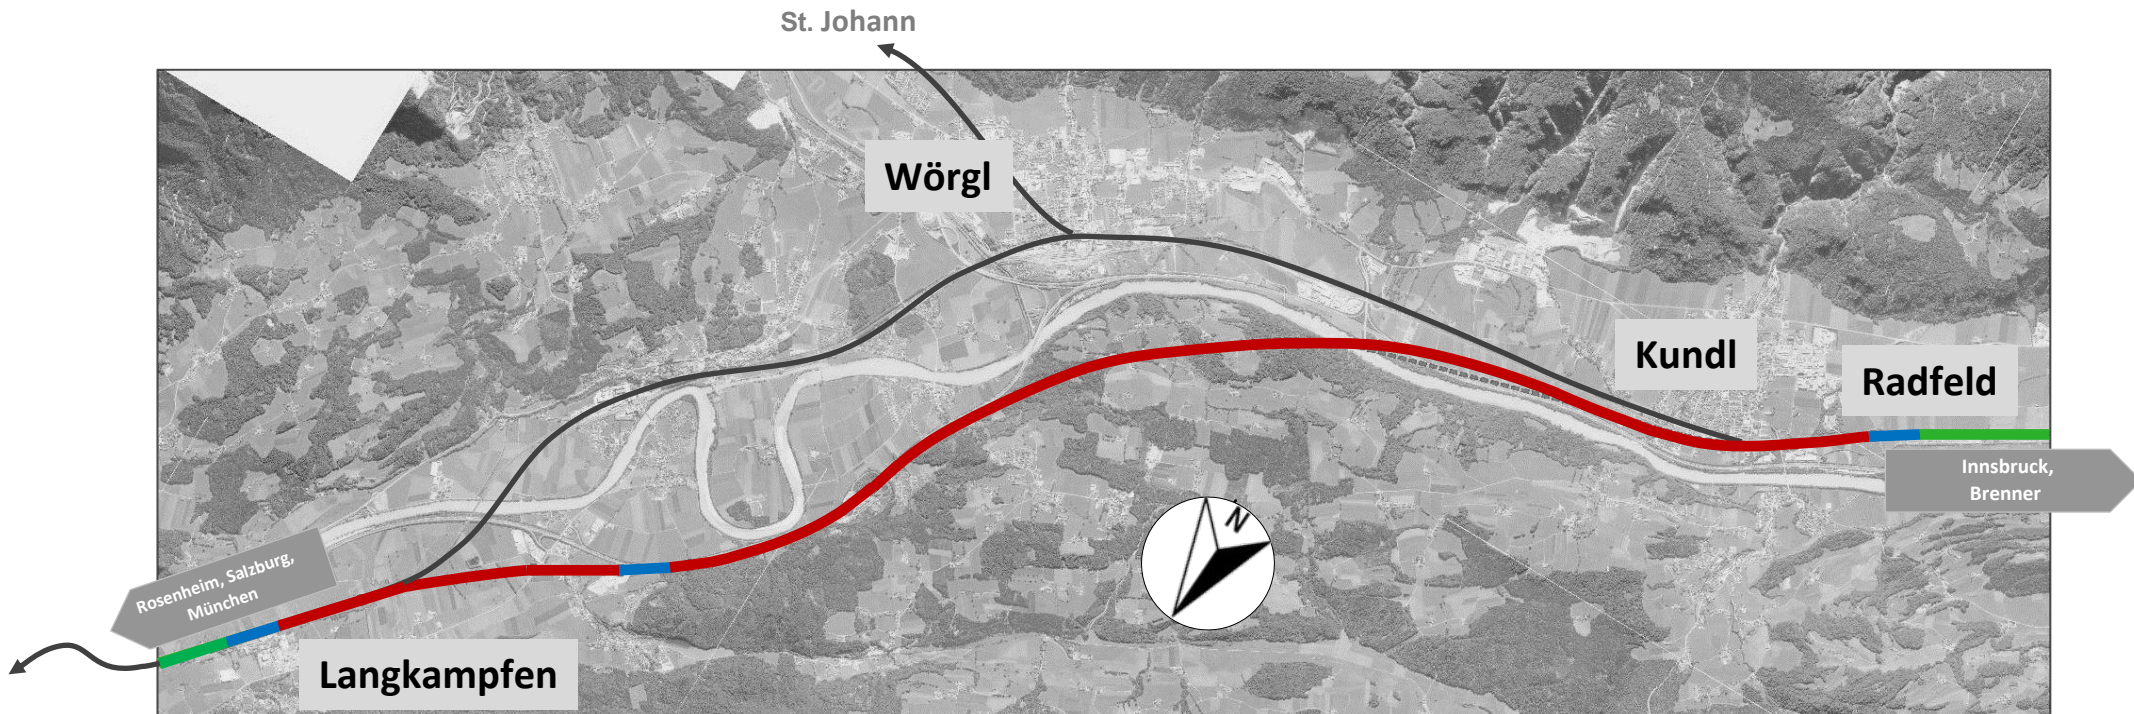 St. Johann
Wörgl
Kundl
Radfeld
Innsbruck,
Brenner
N
Rosenheim, Salzburg,
München
Langkampfen